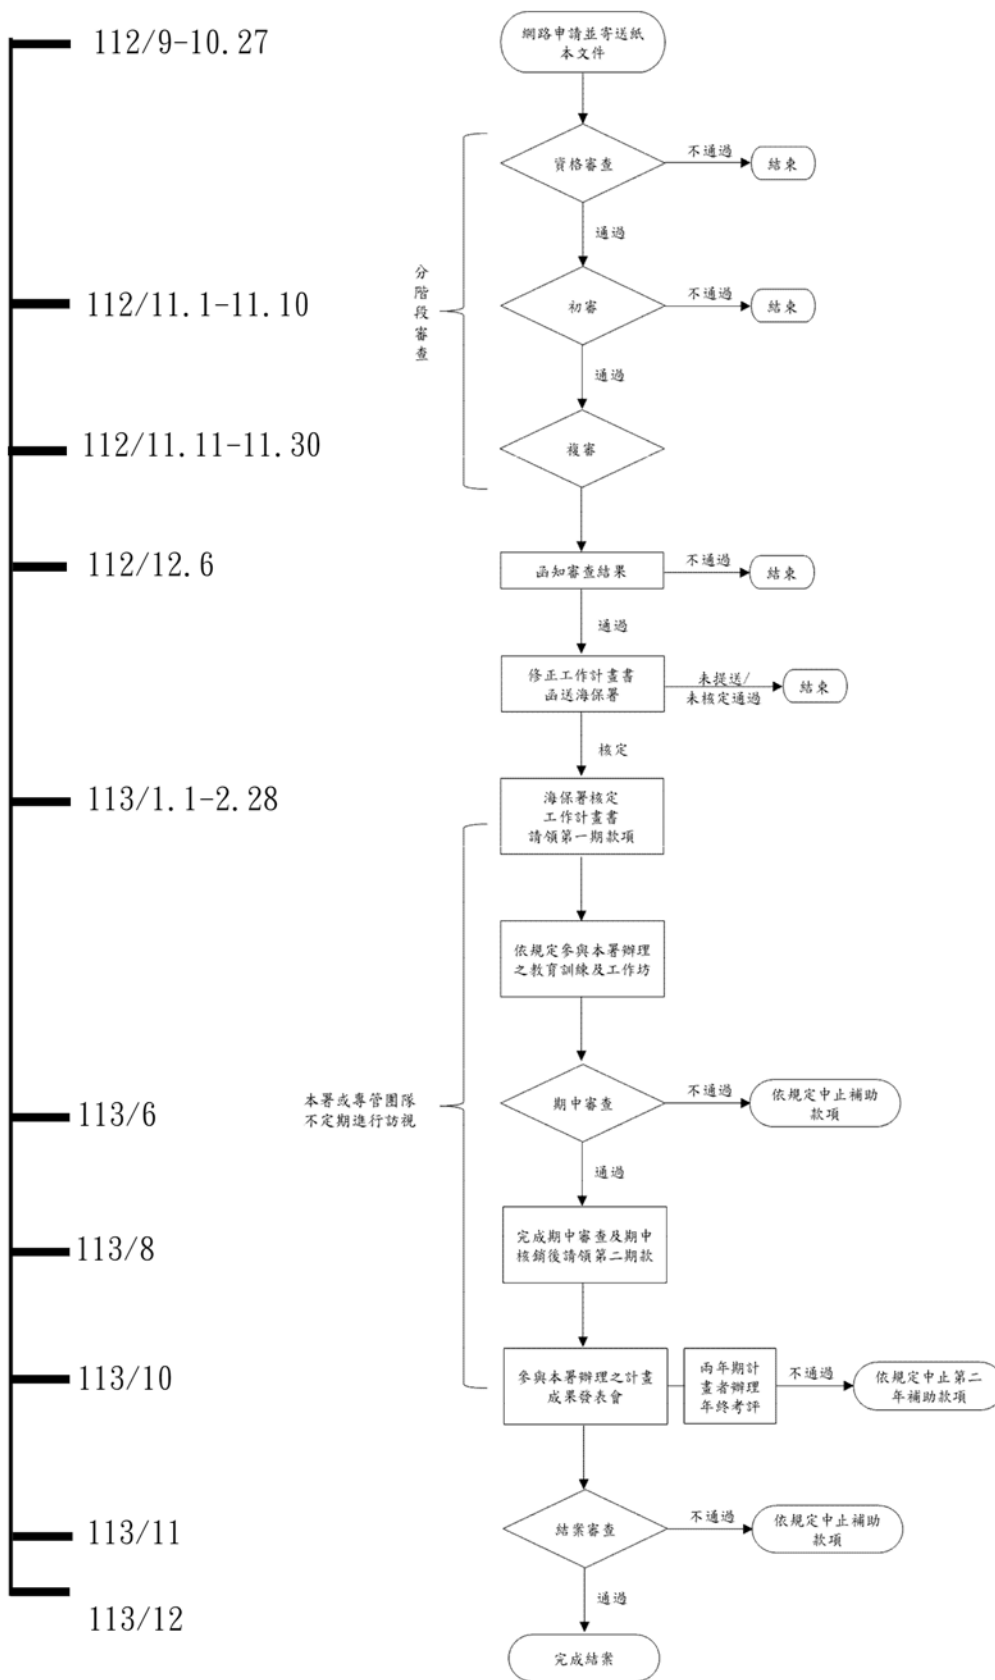 112/9-10.27
網路申請並寄送紙
本文件
資格審查
不通過
結束
通過
分
階
段
審
查
112/11.1-11.10
初審
不通過
結束
通過
112/11.11-11.30
複審
112/12.6
函知審查結果
不通過
結束
通過
修正工作計畫書
函送海保署
未提送/
未核定通過
結束
核定
113/1.1-2.28
海保署核定
工作計畫書
請領第一期款項
依規定參與本署辦理
之教育訓練及工作坊
本署或專管團隊
不定期進行訪視
113/6
期中審查
不通過
依規定中止補助
款項
通過
113/8
完成期中審查及期中
核銷後請領第二期款
113/10
參與本署辦理之計畫
成果發表會
兩年期計
畫者辦理
年終考評
不通過
依規定中止第二
年補助款項
113/11
結案審查
不通過
依規定中止補助
款項
通過
113/12
完成結案